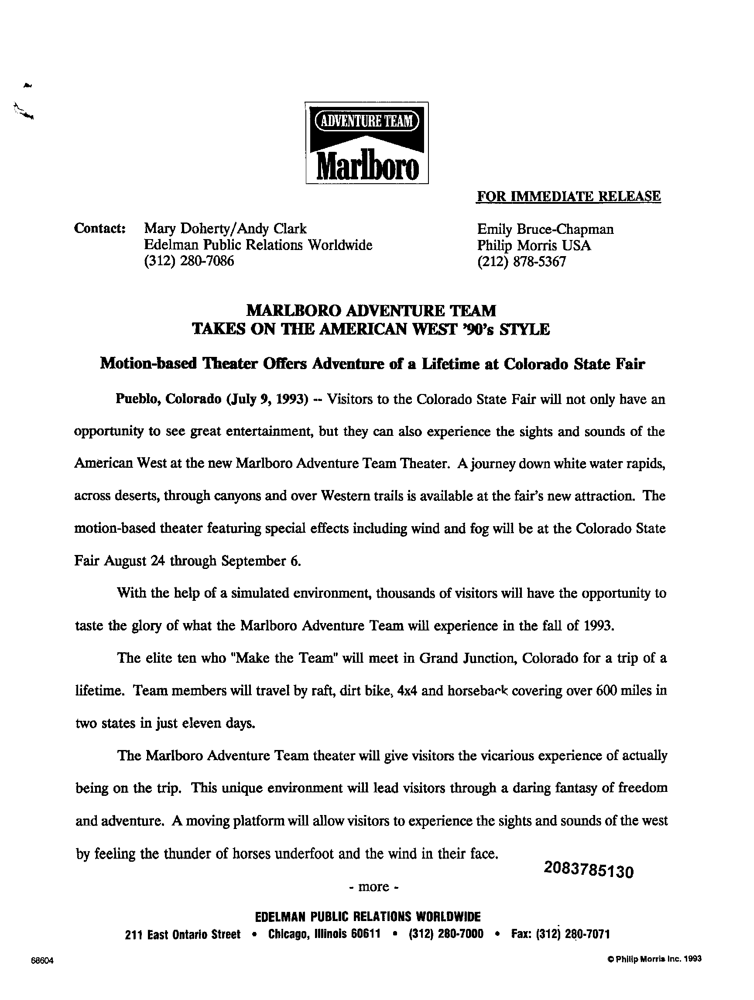 ADVENTURE TEAM
Marlboro
FOR IMMEDIATE RELEASE
Contact: Mary Doherty/Andy Clark
Edelman Public Relations Worldwide
(312) 280-7086
Emily Bruce-Chapman
Philip Morris USA
(212) 878-5367
MARLBORO ADVENTURE TEAM
TAKES ON THE AMERICAN WEST '90's STYLE
Motion-based Theater Offers Adventure of a Lifetime at Colorado State Fair
Pueblo, Colorado (July 9, 1993) -- Visitors to the Colorado State Fair will not only have an
opportunity to see great entertainment, but they can also experience the sights and sounds of the
American West at the new Marlboro Adventure Team Theater. A journey down white water rapids,
across deserts, through canyons and over Western trails is available at the fair's new attraction. The
motion-based theater featuring special effects including wind and fog will be at the Colorado State
Fair August 24 through September 6.
With the help of a simulated environment, thousands of visitors will have the opportunity to
taste the glory of what the Marlboro Adventure Team will experience in the fall of 1993.
The elite ten who "Make the Team" will meet in Grand Junction, Colorado for a trip of a
lifetime. Team members will travel by raft, dirt bike, 4x4 and horseback covering over 600 miles in
two states in just eleven days.
The Marlboro Adventure Team theater will give visitors the vicarious experience of actually
being on the trip. This unique environment will lead visitors through a daring fantasy of freedom
and adventure. A moving platform will allow visitors to experience the sights and sounds of the west
by feeling the thunder of horses underfoot and the wind in their face.
2083785130
- more -
EDELMAN PUBLIC RELATIONS WORLDWIDE
211 East Ontario Street • Chicago, Illinois 60611 • (312) 280-7000 • Fax: (312) 280-7071
68604
© Philip Morris Inc. 1993